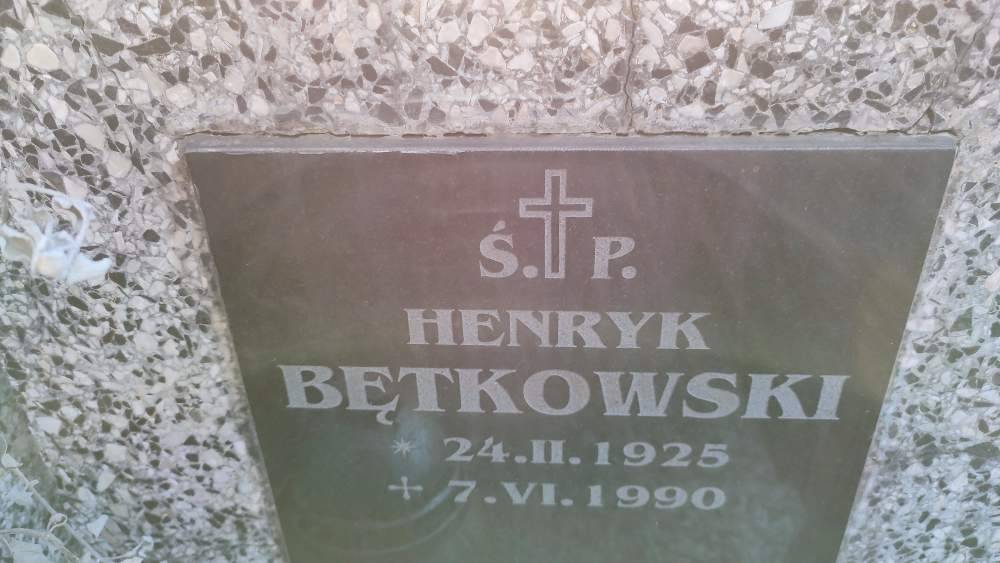 Ś. P.
HENRYK
BĘTKOWSKI
* 24.II.1925
+ 7.VI.1990